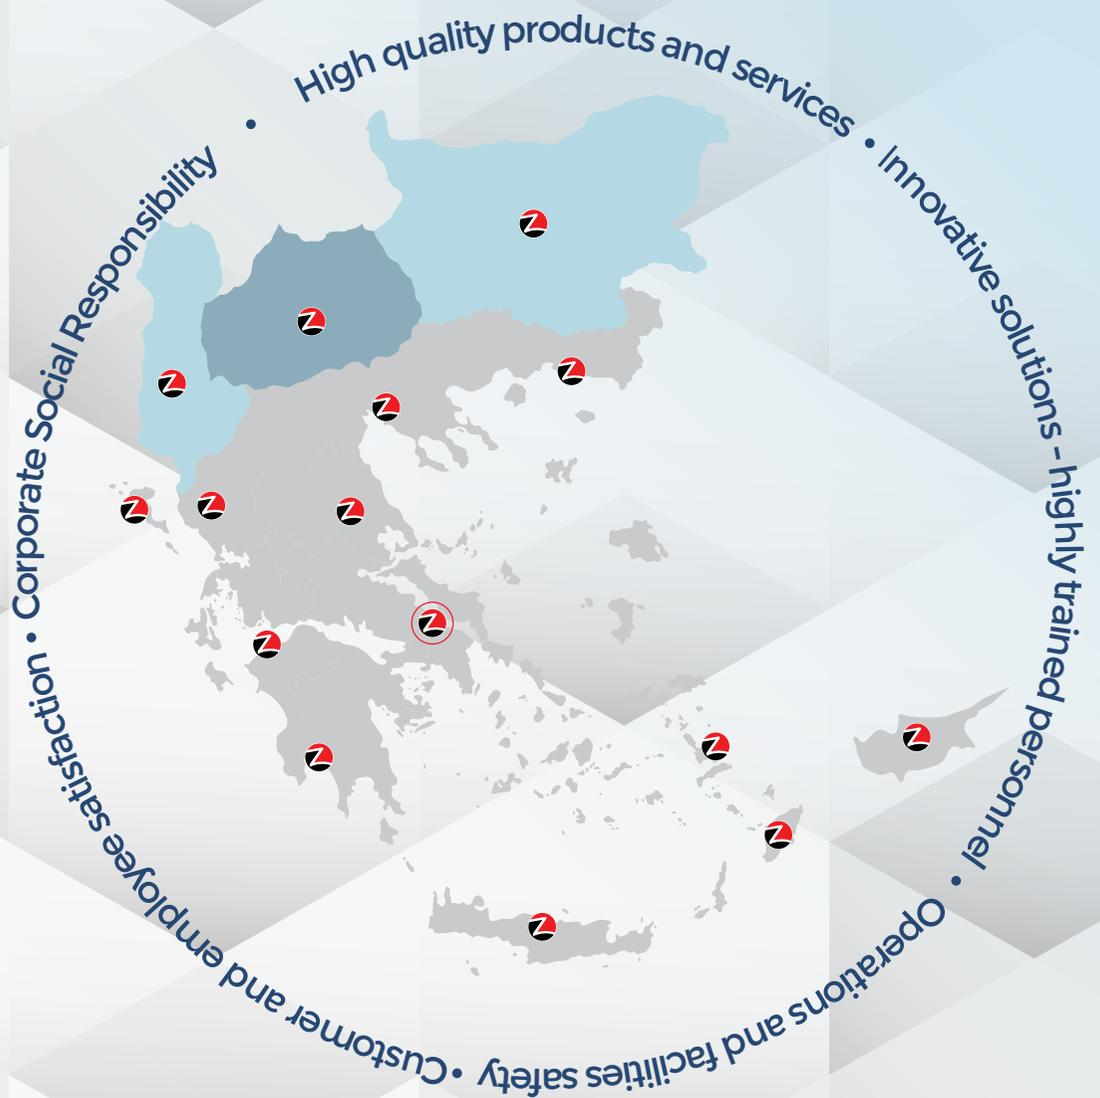 High quality products and services
• Innovative solutions – highly trained personnel
• Operations and facilities safety
• Customer and employee satisfaction
• Corporate Social Responsibility
•